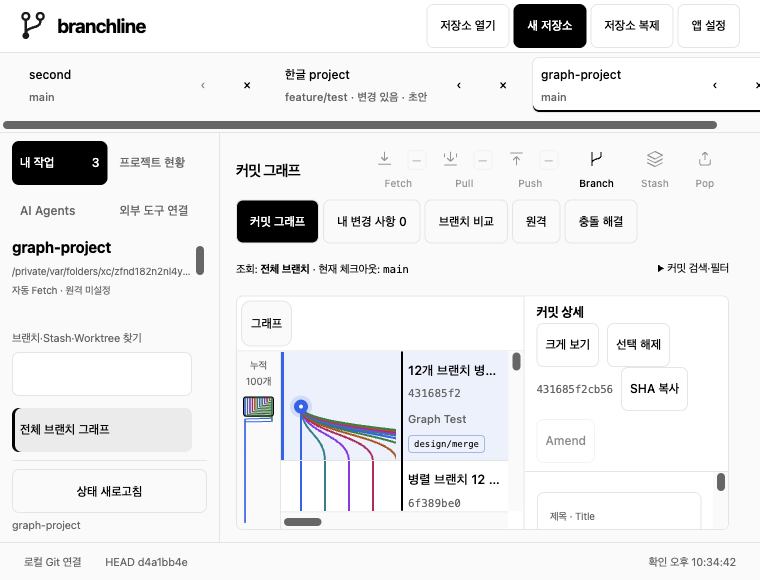 branchline
저장소 열기
새 저장소
저장소 복제
앱 설정
second
main
한글 project
feature/test · 변경 있음 · 초안
graph-project
main
내 작업 3
프로젝트 현황
AI Agents
외부 도구 연결
graph-project
/private/var/folders/xc/zfnd182n2nl4y...
자동 Fetch · 원격 미설정
브랜치·Stash·Worktree 찾기
전체 브랜치 그래프
상태 새로고침
graph-project
커밋 그래프
Fetch
Pull
Push
Branch
Stash
Pop
커밋 그래프
내 변경 사항 0
브랜치 비교
원격
충돌 해결
조회: 전체 브랜치 · 현재 체크아웃: main
▶ 커밋 검색·필터
그래프
누적
100개
12개 브랜치 병...
431685f2
Graph Test
design/merge
병렬 브랜치 12 ...
6f389be0
커밋 상세
크게 보기
선택 해제
431685f2cb56
SHA 복사
Amend
제목 · Title
로컬 Git 연결
HEAD d4a1bb4e
확인 오후 10:34:42